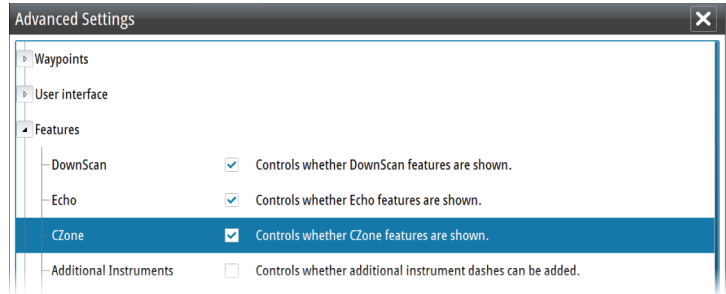 Advanced Settings
Waypoints
User interface
Features
DownScan Controls whether DownScan features are shown.
Echo Controls whether Echo features are shown.
CZone Controls whether CZone features are shown.
Additional Instruments Controls whether additional instrument dashes can be added.